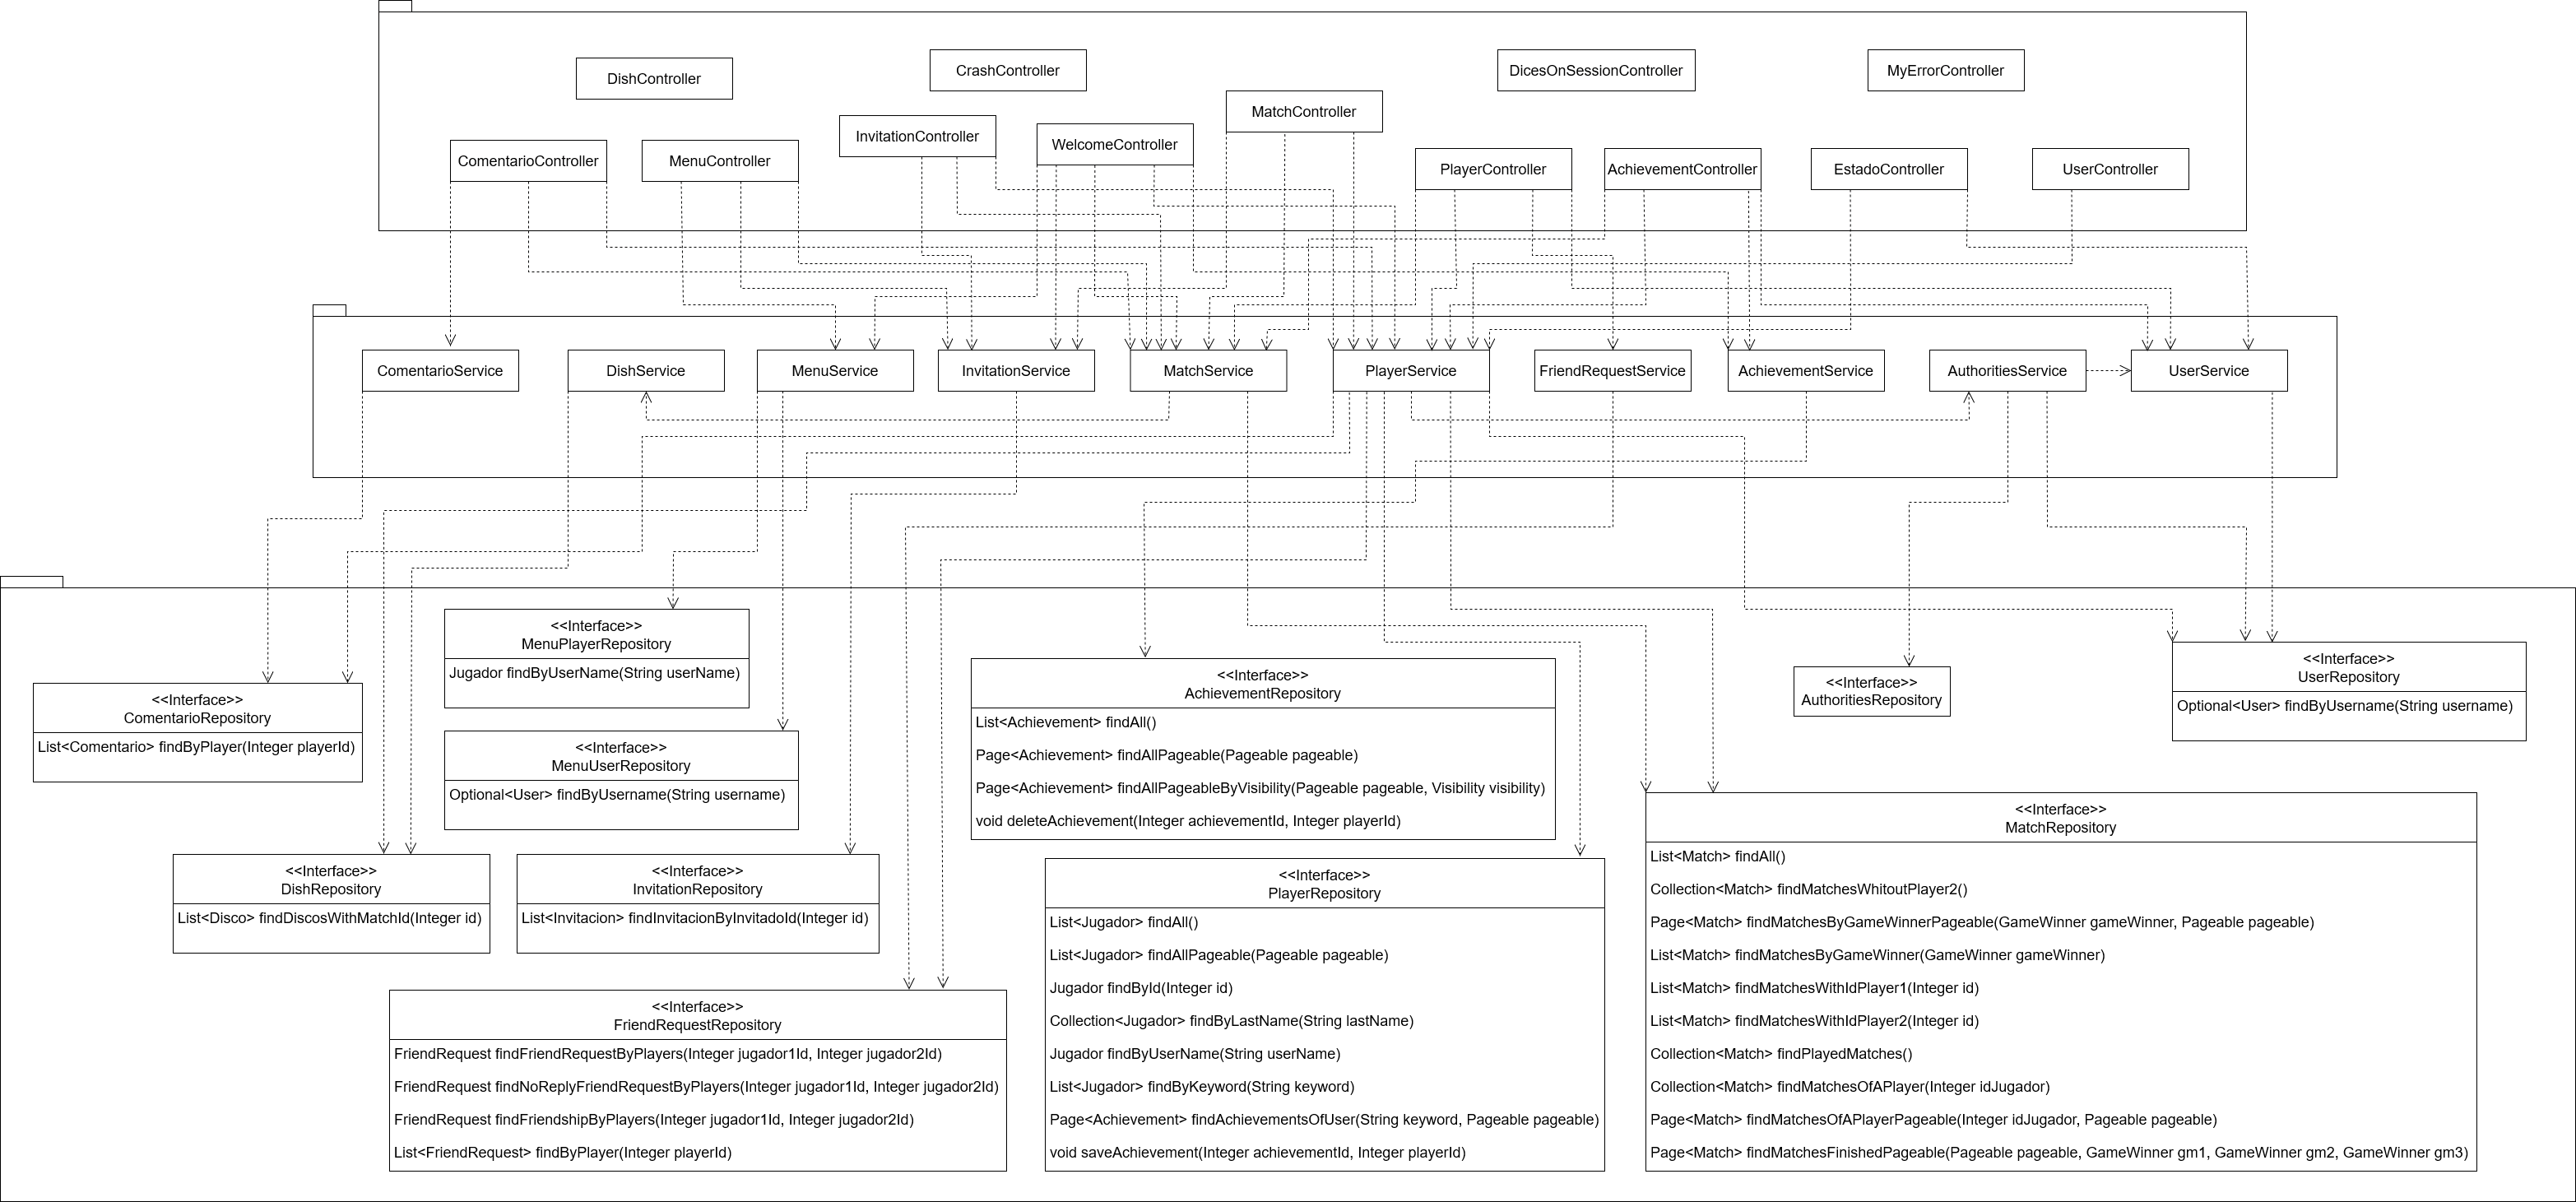 DishController
CrashController
DicesOnSessionController
MyErrorController
MatchController
InvitationController
WelcomeController
ComentarioController
MenuController
PlayerController
AchievementController
EstadoController
UserController
ComentarioService
DishService
MenuService
InvitationService
MatchService
PlayerService
FriendRequestService
AchievementService
AuthoritiesService
UserService
<<Interface>>
MenuPlayerRepository
Jugador findByUserName(String userName)
<<Interface>>
ComentarioRepository
List<Comentario> findByPlayer(Integer playerId)
<<Interface>>
MenuUserRepository
Optional<User> findByUsername(String username)
<<Interface>>
AchievementRepository
List<Achievement> findAll()
Page<Achievement> findAllPageable(Pageable pageable)
Page<Achievement> findAllPageableByVisibility(Pageable pageable, Visibility visibility)
void deleteAchievement(Integer achievementId, Integer playerId)
<<Interface>>
AuthoritiesRepository
<<Interface>>
UserRepository
Optional<User> findByUsername(String username)
<<Interface>>
DishRepository
List<Disco> findDiscosWithMatchId(Integer id)
<<Interface>>
InvitationRepository
List<Invitacion> findInvitacionByInvitadoId(Integer id)
<<Interface>>
FriendRequestRepository
FriendRequest findFriendRequestByPlayers(Integer jugador1Id, Integer jugador2Id)
FriendRequest findNoReplyFriendRequestByPlayers(Integer jugador1Id, Integer jugador2Id)
FriendRequest findFriendshipByPlayers(Integer jugador1Id, Integer jugador2Id)
List<FriendRequest> findByPlayer(Integer playerId)
<<Interface>>
PlayerRepository
List<Jugador> findAll()
List<Jugador> findAllPageable(Pageable pageable)
Jugador findById(Integer id)
Collection<Jugador> findByLastName(String lastName)
Jugador findByUserName(String userName)
List<Jugador> findByKeyword(String keyword)
Page<Achievement> findAchievementsOfUser(String keyword, Pageable pageable)
void saveAchievement(Integer achievementId, Integer playerId)
<<Interface>>
MatchRepository
List<Match> findAll()
Collection<Match> findMatchesWhitoutPlayer2()
Page<Match> findMatchesByGameWinnerPageable(GameWinner gameWinner, Pageable pageable)
List<Match> findMatchesByGameWinner(GameWinner gameWinner)
List<Match> findMatchesWithIdPlayer1(Integer id)
List<Match> findMatchesWithIdPlayer2(Integer id)
Collection<Match> findPlayedMatches()
Collection<Match> findMatchesOfAPlayer(Integer idJugador)
Page<Match> findMatchesOfAPlayerPageable(Integer idJugador, Pageable pageable)
Page<Match> findMatchesFinishedPageable(Pageable pageable, GameWinner gm1, GameWinner gm2, GameWinner gm3)